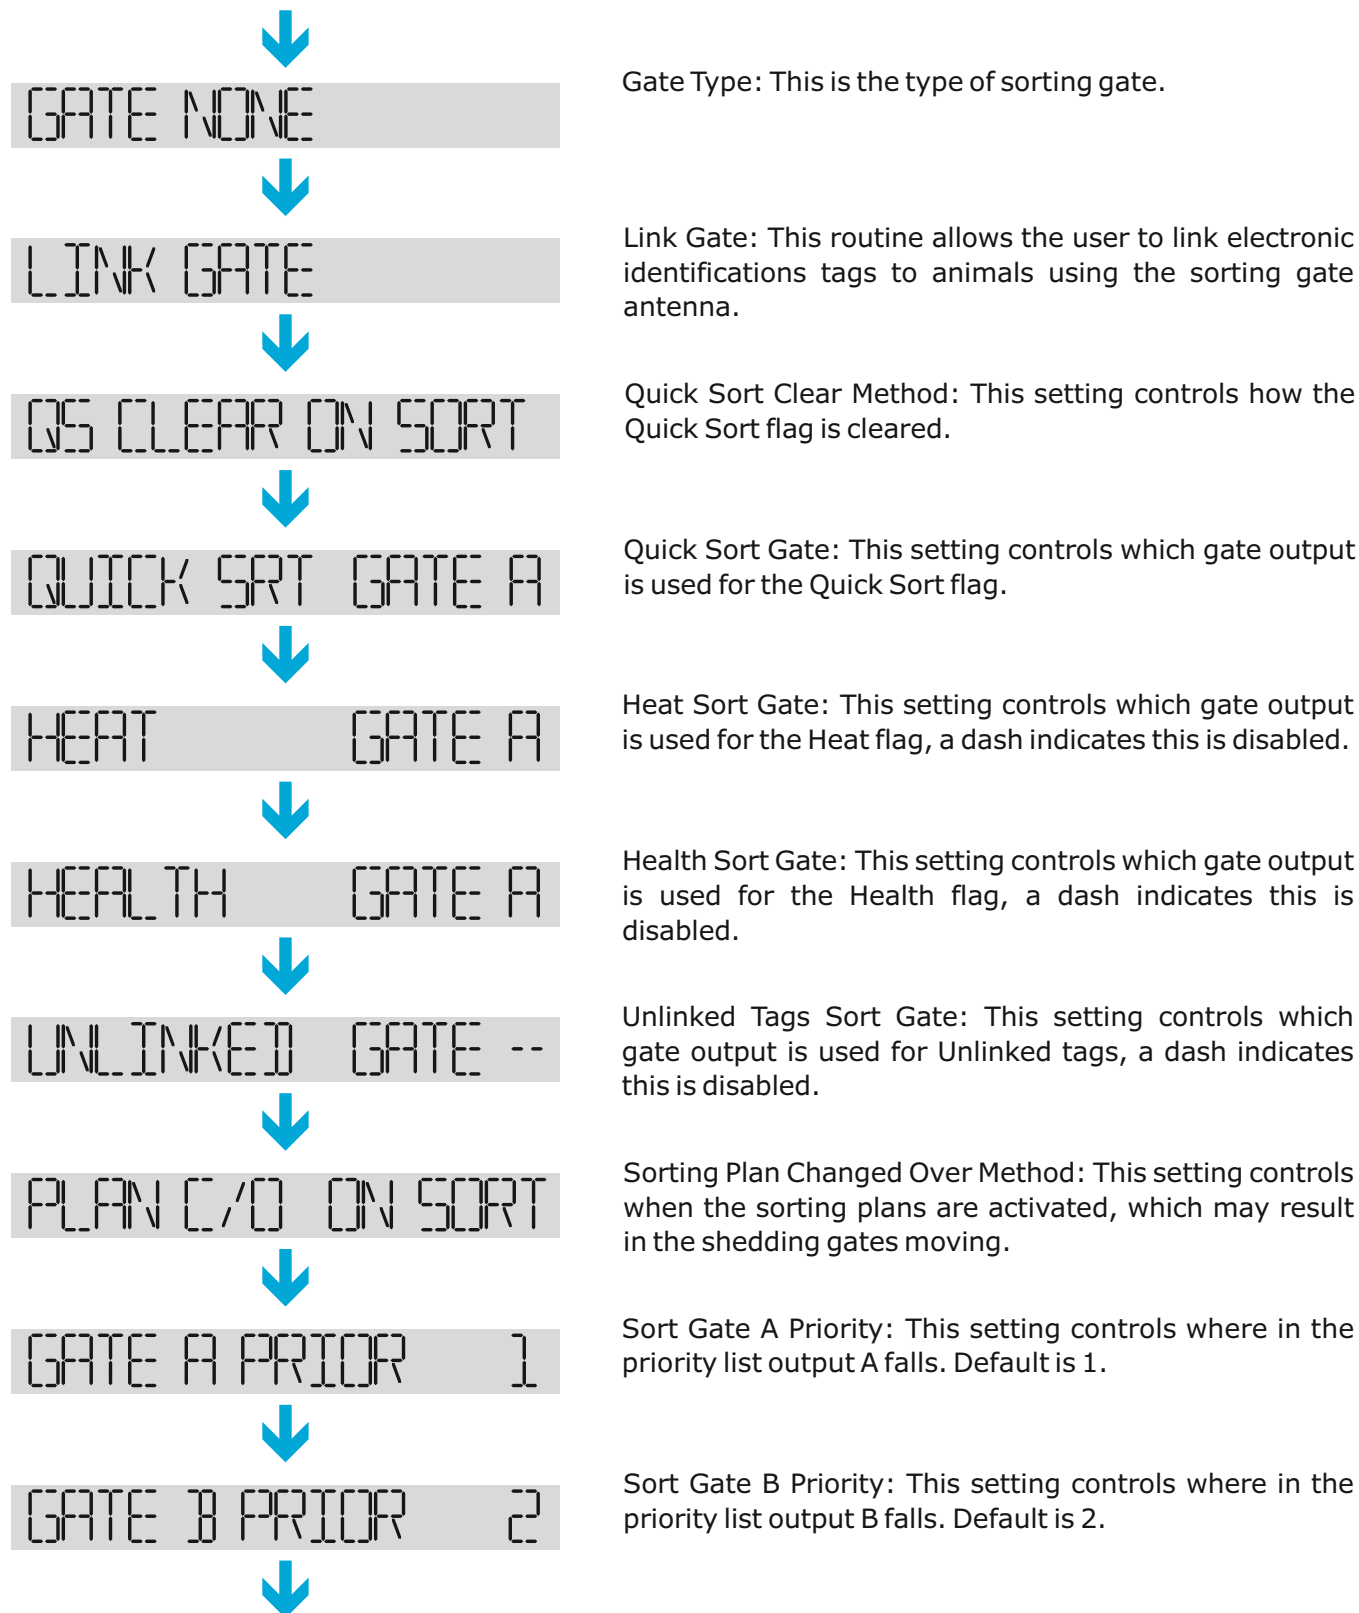 GATE NONE
Gate Type: This is the type of sorting gate.
LINK GATE
Link Gate: This routine allows the user to link electronic
identifications tags to animals using the sorting gate
antenna.
QS CLEAR ON SORT
Quick Sort Clear Method: This setting controls how the
Quick Sort flag is cleared.
QUICK SRT GATE A
Quick Sort Gate: This setting controls which gate output
is used for the Quick Sort flag.
HEAT GATE A
Heat Sort Gate: This setting controls which gate output
is used for the Heat flag, a dash indicates this is disabled.
HEALTH GATE A
Health Sort Gate: This setting controls which gate output
is used for the Health flag, a dash indicates this is
disabled.
UNLINKED GATE --
Unlinked Tags Sort Gate: This setting controls which
gate output is used for Unlinked tags, a dash indicates
this is disabled.
PLAN C/O ON SORT
Sorting Plan Changed Over Method: This setting controls
when the sorting plans are activated, which may result
in the shedding gates moving.
GATE A PRIOR 1
Sort Gate A Priority: This setting controls where in the
priority list output A falls. Default is 1.
GATE B PRIOR 2
Sort Gate B Priority: This setting controls where in the
priority list output B falls. Default is 2.